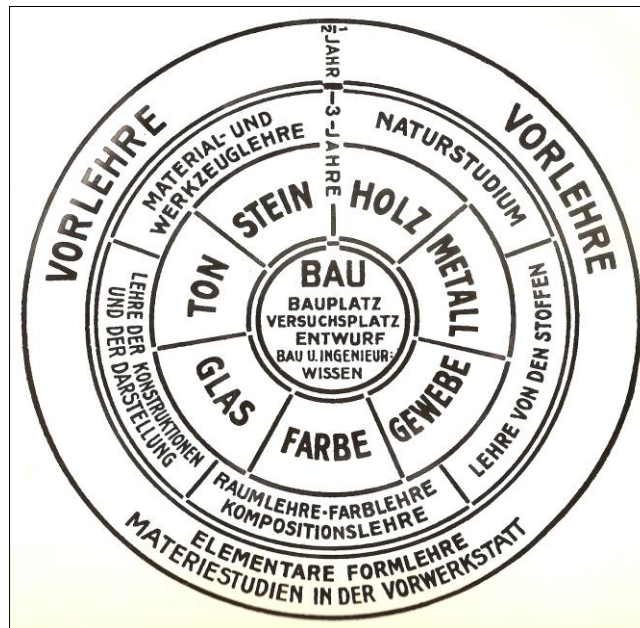 ½ JAHR
VORLEHRE
VORLEHRE
3-JAHRE
MATERIAL- UND
WERKZEUGLEHRE
NATURSTUDIUM
LEHRE VON DEN STOFFEN
RAUMLEHRE·FARBLEHRE
KOMPOSITIONSLEHRE
LEHRE DER KONSTRUKTIONEN
UND DER DARSTELLUNG
STEIN
HOLZ
METALL
GEWEBE
FARBE
GLAS
TON
BAU
BAUPLATZ
VERSUCHSPLATZ
ENTWURF
BAU U. INGENIEUR:
WISSEN
ELEMENTARE FORMLEHRE
MATERIESTUDIEN IN DER VORWERKSTATT